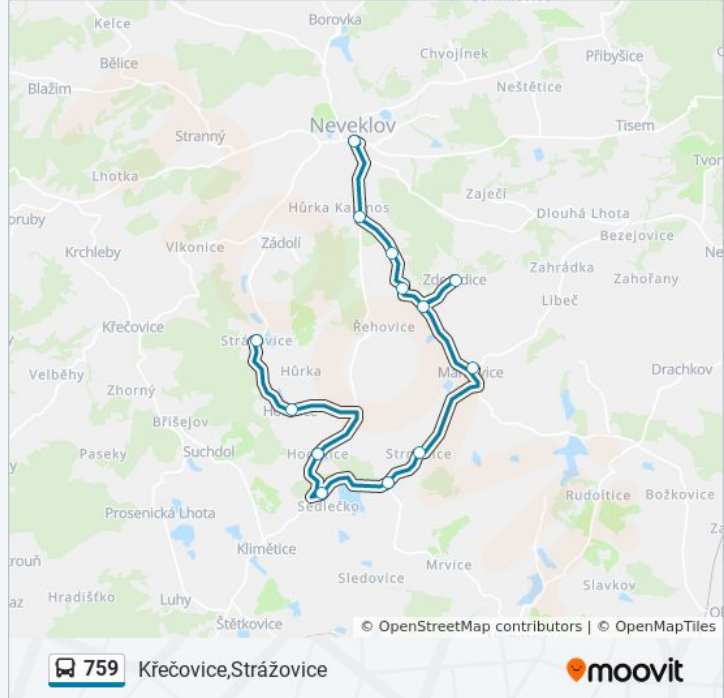 Kelce
Borovka
Bělice
Chvojínek
Přibyšice
Blažim
Neštětice
Neveklov
Stranný
Tisem
Lhotka
Zaječí
Hůrka
Dlouhá Lhota
Vlkonice
Zádolí
Bezejovice
Krchleby
Zahrádka
Zahořany
Libeč
Křečovice
Řehovice
Velběhy
Hůrka
Drachkov
Zhorný
Břišejov
Paseky
Suchdol
Rudoltice
Božkovice
Prosenická Lhota
Sedlečko
Klimětice
Mrvice
Sledovice
Slavkov
Hradišťko
Luhy
Štětkovice
© OpenStreetMap contributors | © OpenMapTiles
759 Křečovice,Strážovice
moovit